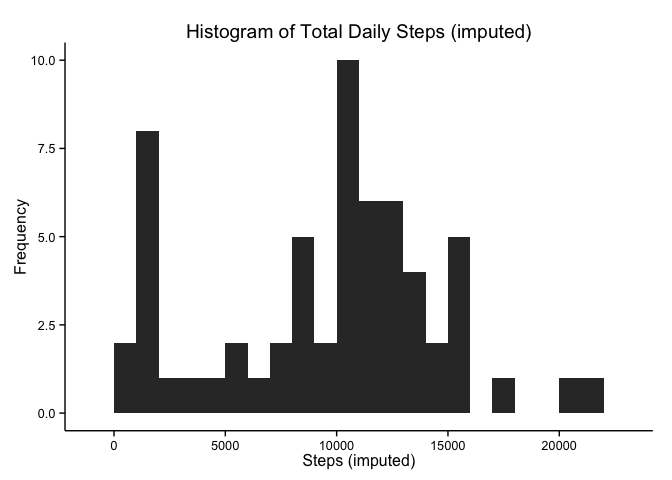 Histogram of Total Daily Steps (imputed)
10.0
7.5
5.0
2.5
0.0
Frequency
0 5000 10000 15000 20000
Steps (imputed)